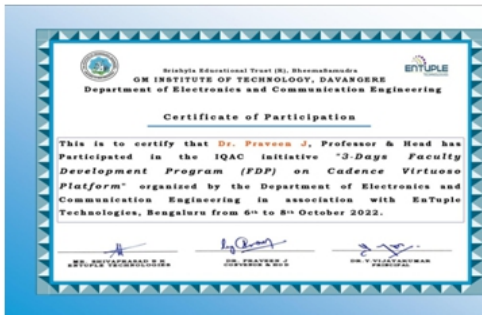 Srishyla Educational Trust (R), Bheemasamudra
GM INSTITUTE OF TECHNOLOGY, DAVANGERE
Department of Electronics and Communication Engineering
ENTUPLE
TECHNOLOGIES
Certificate of Participation
This is to certify that Dr. Praveen J, Professor & Head has
Participated in the IQAC initiative "3-Days Faculty
Development Program (FDP) on Cadence Virtuoso
Platform" organized by the Department of Electronics and
Communication Engineering in association with EnTuple
Technologies, Bengaluru from 6th to 8th October 2022.
MR. SHIVAPRASAD B K
ENTUPLE TECHNOLOGIES
DR. PRAVEEN J
CONVENOR & HOD
DR. Y. VIJAYAKUMAR
PRINCIPAL